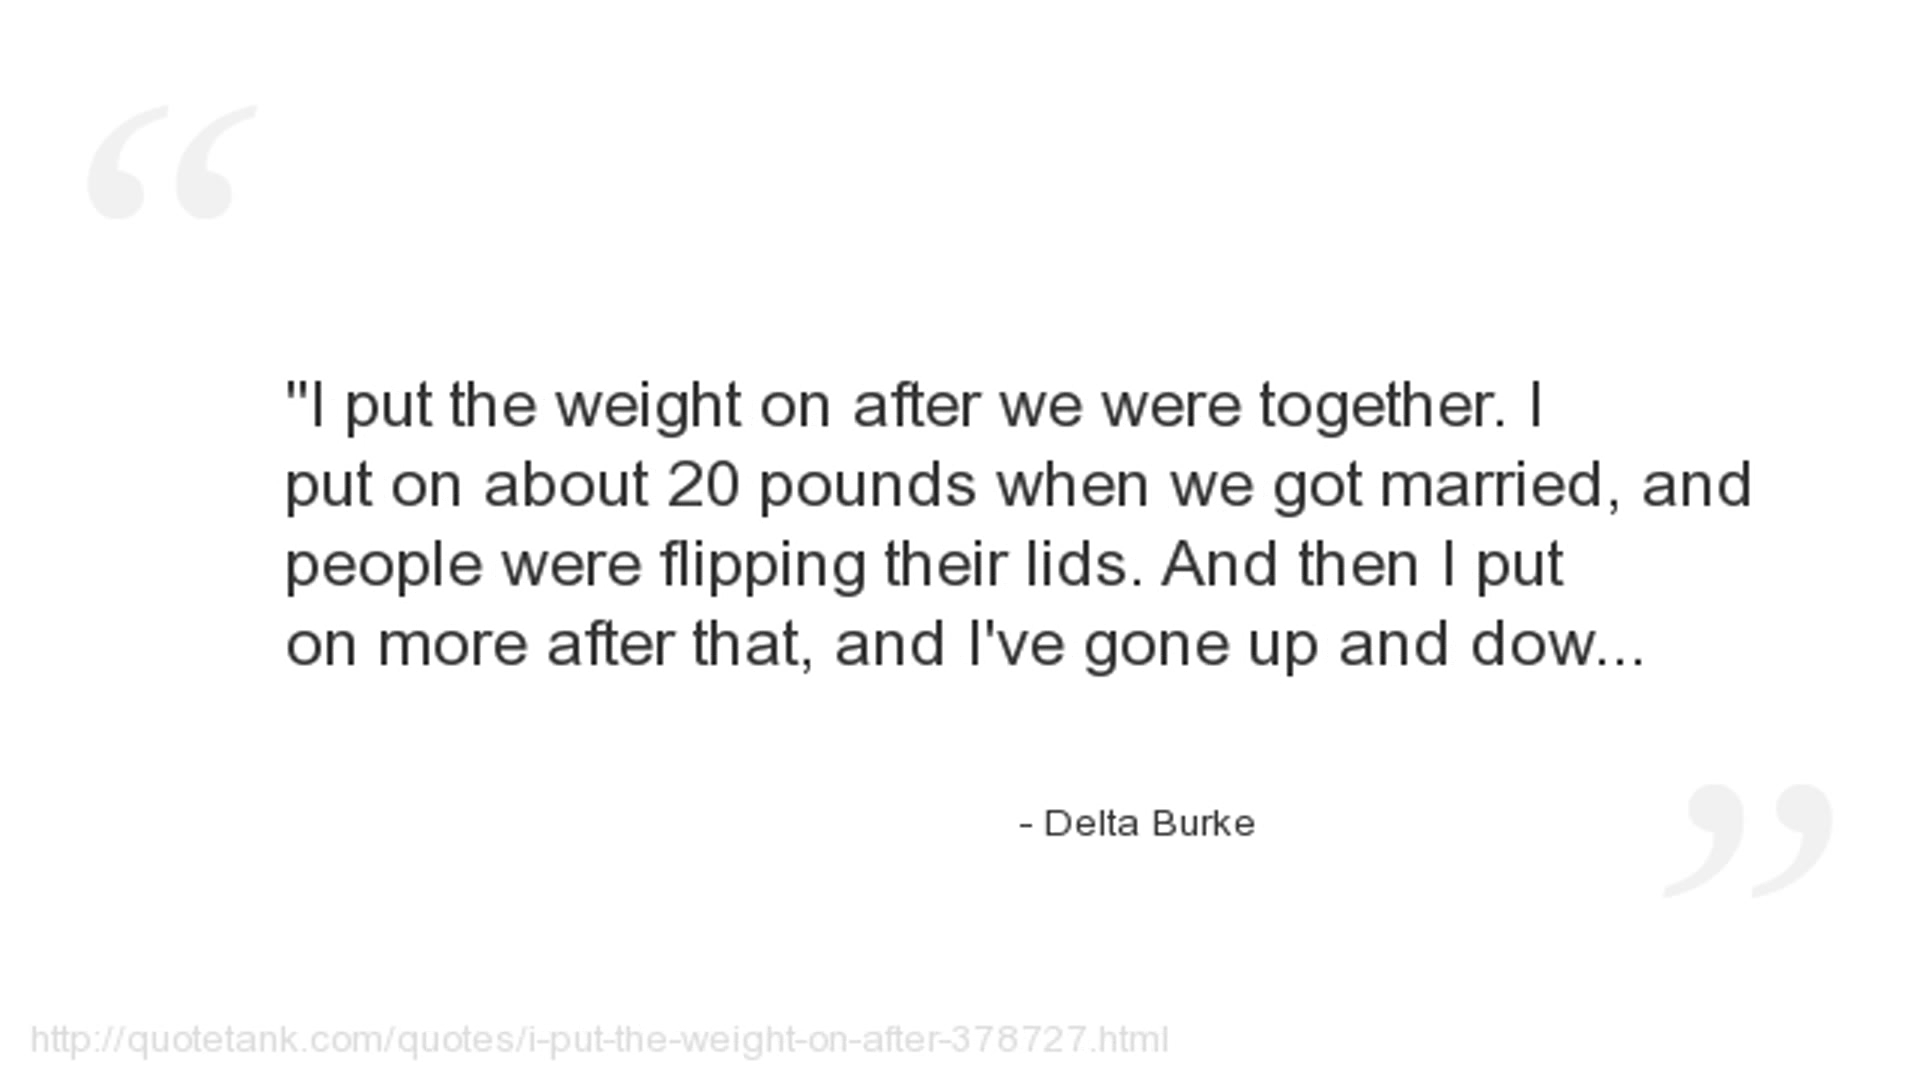 "I put the weight on after we were together. I
put on about 20 pounds when we got married, and
people were flipping their lids. And then I put
on more after that, and I've gone up and dow...
- Delta Burke
http://quotetank.com/quotes/i-put-the-weight-on-after-378727.html